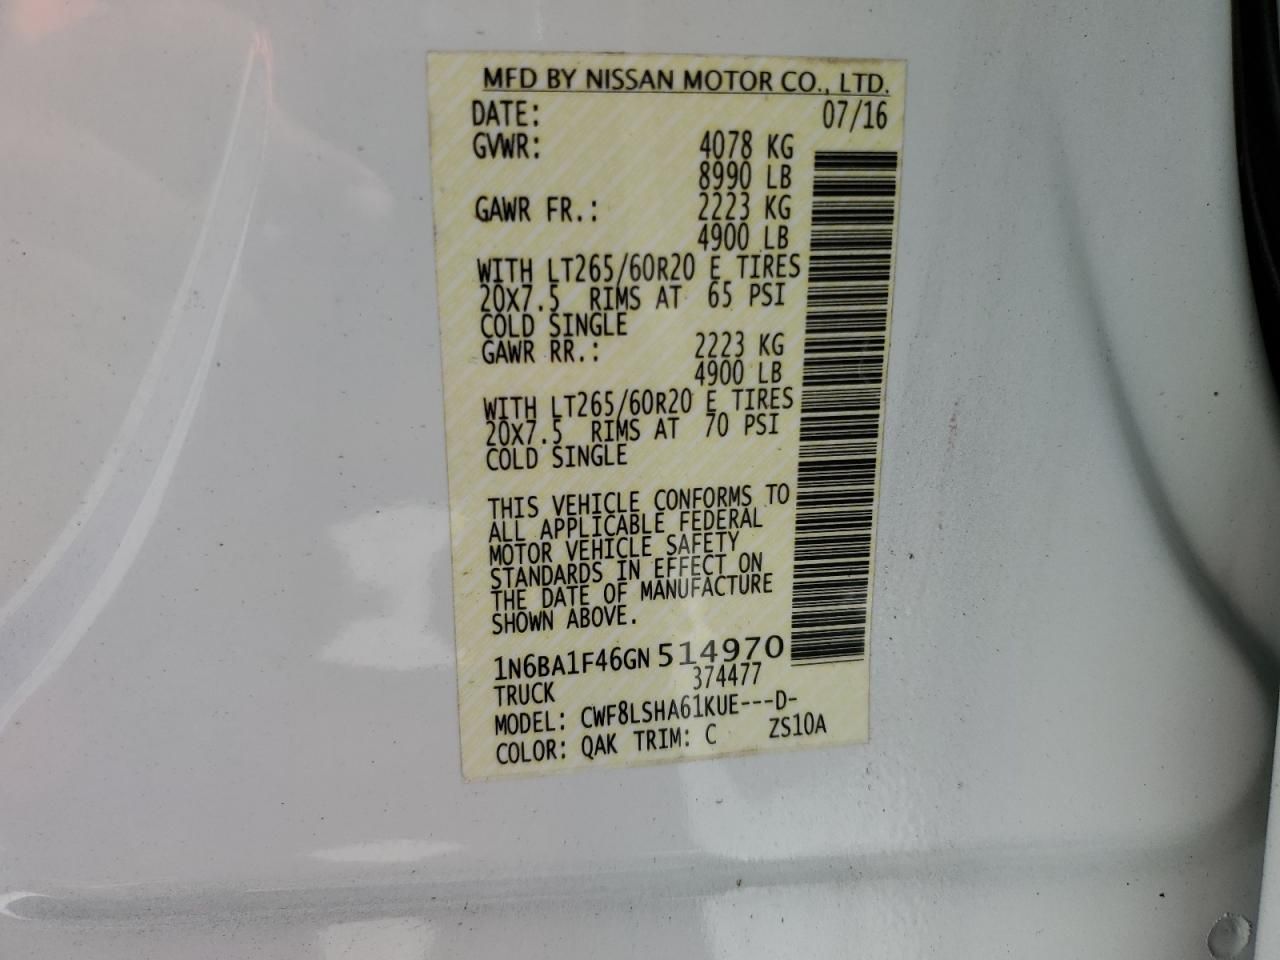 MFD BY NISSAN MOTOR CO., LTD.
DATE: 07/16
GVWR: 4078 KG
8990 LB
GAWR FR.: 2223 KG
4900 LB
WITH LT265/60R20 E TIRES
20X7.5 RIMS AT 65 PSI
COLD SINGLE
GAWR RR.: 2223 KG
4900 LB
WITH LT265/60R20 E TIRES
20X7.5 RIMS AT 70 PSI
COLD SINGLE
THIS VEHICLE CONFORMS TO
ALL APPLICABLE FEDERAL
MOTOR VEHICLE SAFETY
STANDARDS IN EFFECT ON
THE DATE OF MANUFACTURE
SHOWN ABOVE.
1N6BA1F46GN514970
TRUCK 374477
MODEL: CWF8LSHA61KUE---D-
COLOR: QAK TRIM: C ZS10A